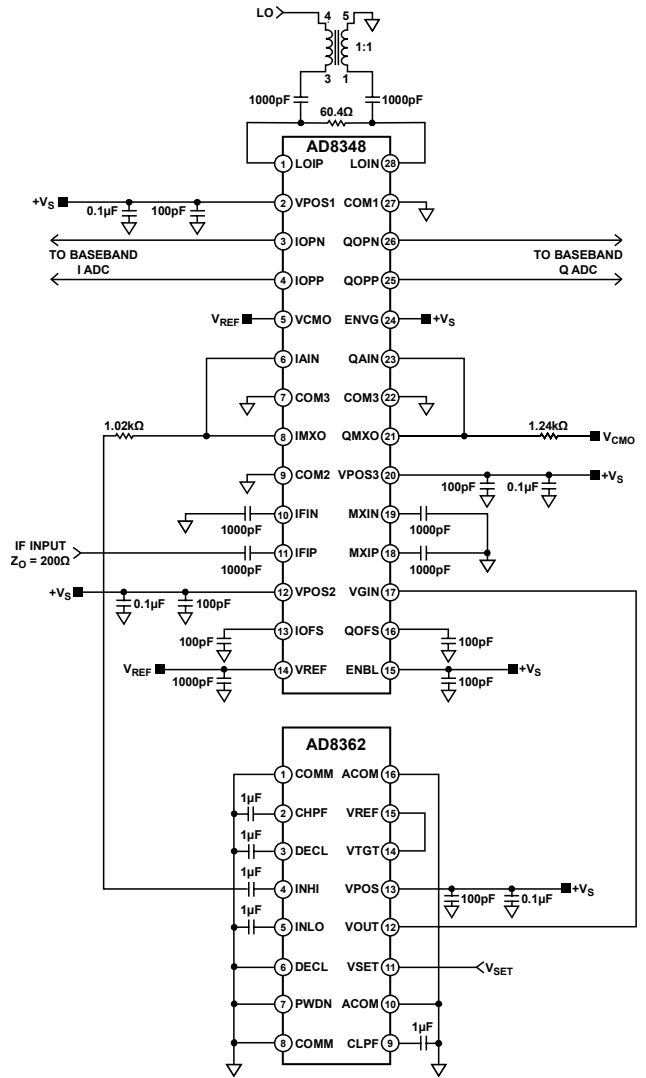 LO
4 5
1:1
3 1
1000pF 1000pF
60.4Ω
AD8348
1 LOIP LOIN 28
+VS 0.1µF 100pF 2 VPOS1 COM1 27
3 IOPN QOPN 26
TO BASEBAND
I ADC
TO BASEBAND
Q ADC
4 IOPP QOPP 25
VREF 5 VCMO ENVG 24 +VS
6 IAIN QAIN 23
7 COM3 COM3 22
1.02kΩ 8 IMXO QMXO 21 1.24kΩ VCMO
9 COM2 VPOS3 20 100pF 0.1µF +VS
10 IFIN MXIN 19
1000pF 1000pF
IF INPUT
ZO = 200Ω
11 IFIP MXIP 18
1000pF 1000pF
+VS 0.1µF 100pF 12 VPOS2 VGIN 17
13 IOFS QOFS 16
100pF 100pF
VREF 14 VREF ENBL 15 +VS
1000pF 100pF
AD8362
1 COMM ACOM 16
1µF 2 CHPF VREF 15
1µF 3 DECL VTGT 14
1µF 4 INHI VPOS 13 100pF 0.1µF +VS
1µF 5 INLO VOUT 12
6 DECL VSET 11 VSET
7 PWDN ACOM 10
8 COMM CLPF 9 1µF